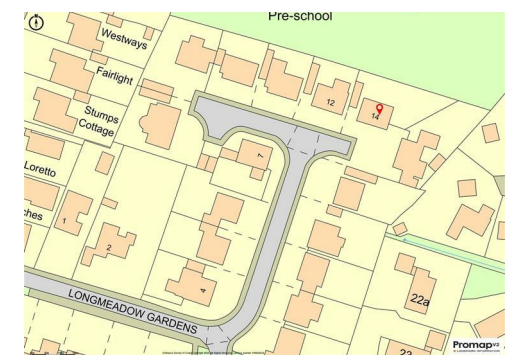 Pre-school
Westways
Fairlight
Stumps
Cottage
Loretto
ches
12
14
7
1
2
4
LONGMEADOW GARDENS
22a
23
Promap v2